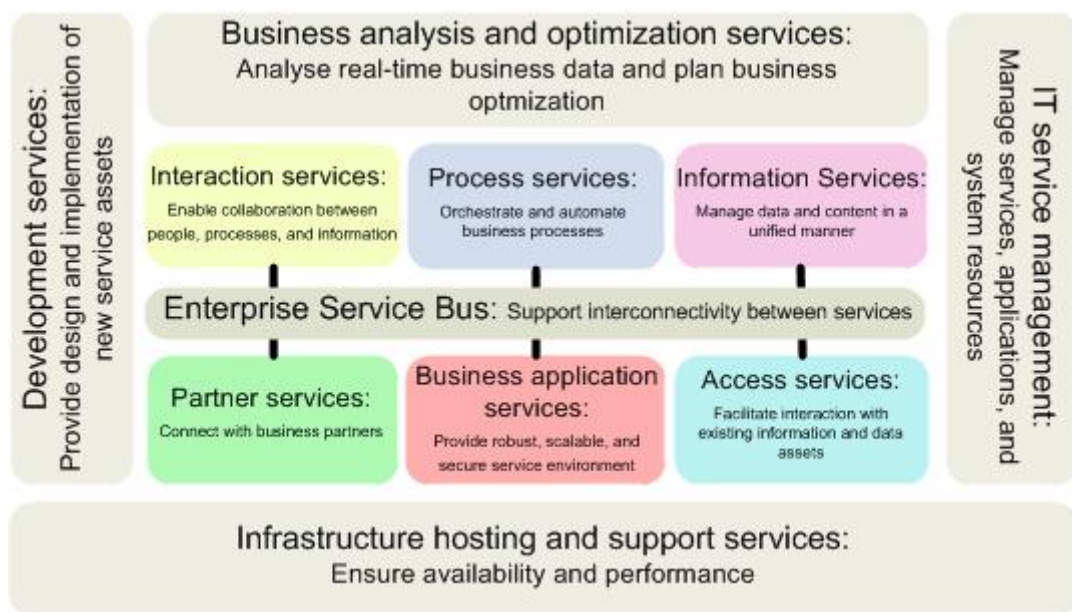 Development services:
Provide design and implementation of
new service assets
Business analysis and optimization services:
Analyse real-time business data and plan business
optmization
IT service management:
Manage services, applications, and
system resources
Interaction services:
Enable collaboration between
people, processes, and information
Process services:
Orchestrate and automate
business processes
Information Services:
Manage data and content in a
unified manner
Enterprise Service Bus: Support interconnectivity between services
Partner services:
Connect with business partners
Business application
services:
Provide robust, scalable, and
secure service environment
Access services:
Facilitate interaction with
existing information and data
assets
Infrastructure hosting and support services:
Ensure availability and performance